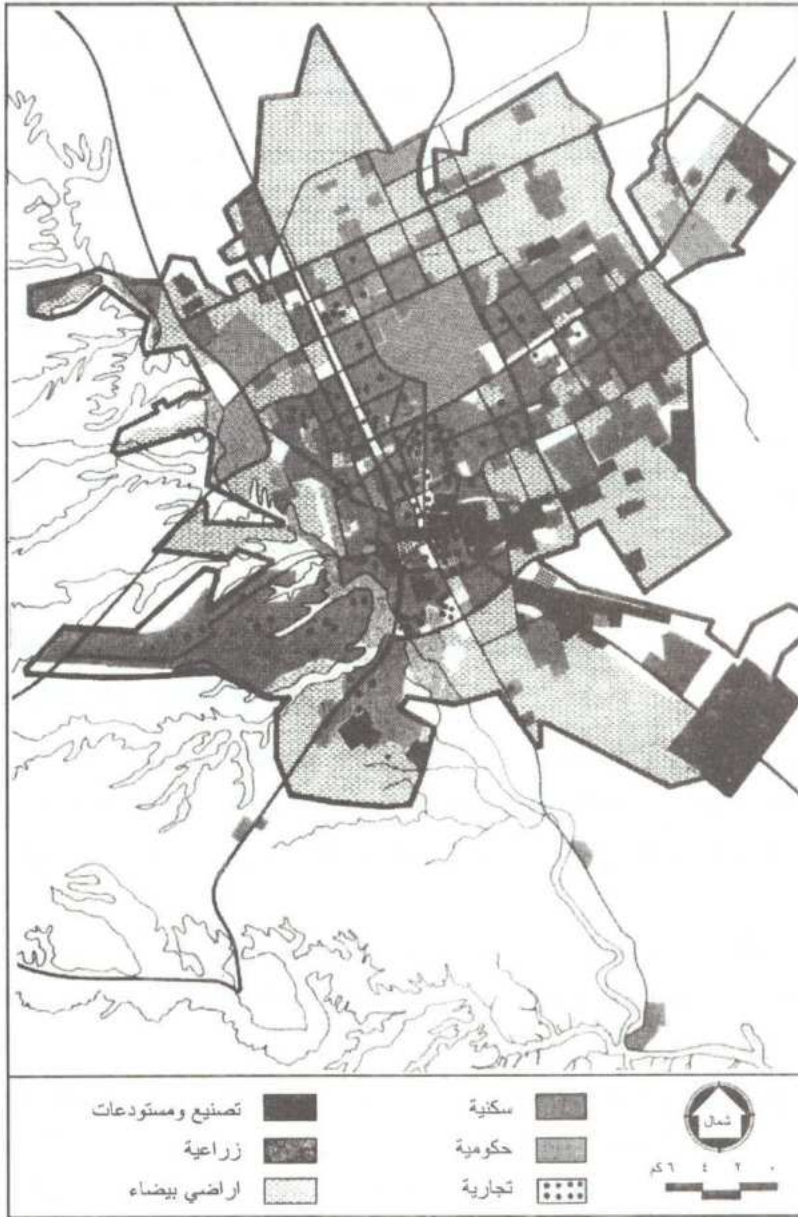 شمال
٠ ٢ ٤ ٦ كم
سكنية
حكومية
تجارية
تصنيع ومستودعات
زراعية
اراضي بيضاء